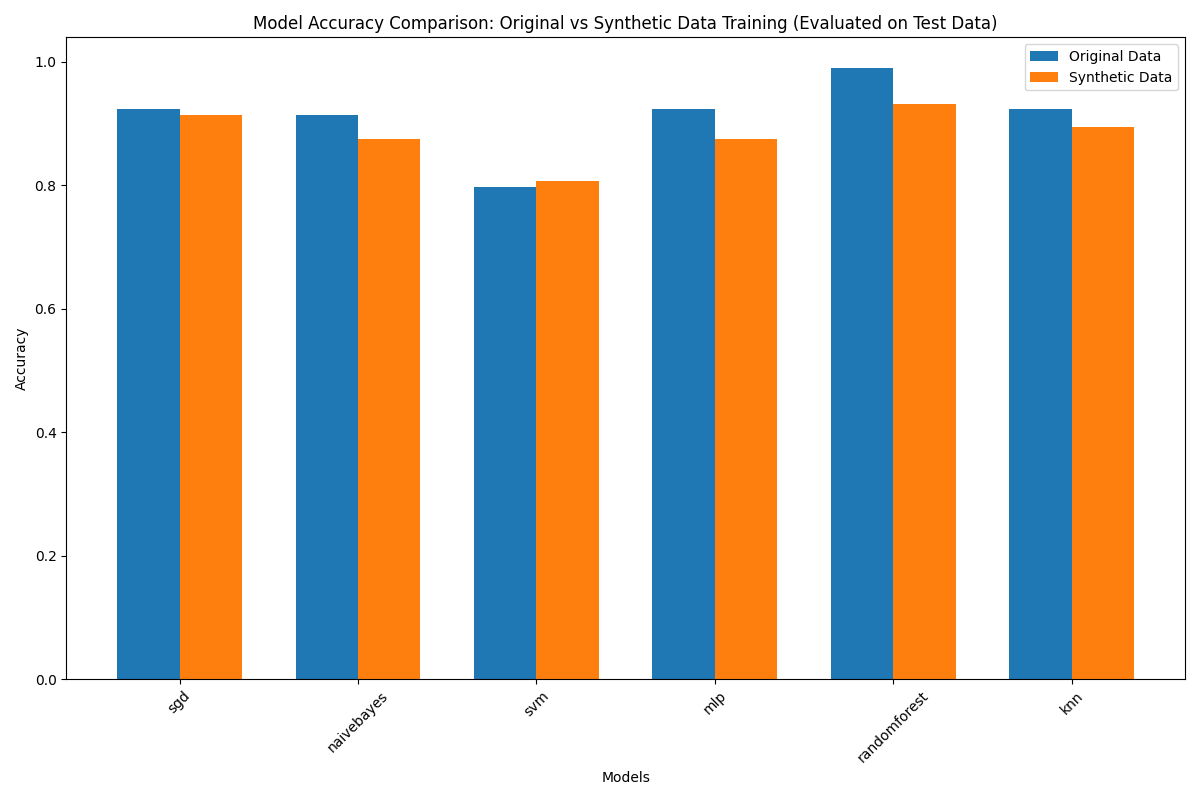 Model Accuracy Comparison: Original vs Synthetic Data Training (Evaluated on Test Data)
Original Data
Synthetic Data
1.0
0.8
0.6
0.4
0.2
0.0
Accuracy
sgd
naivebayes
svm
mlp
randomforest
knn
Models